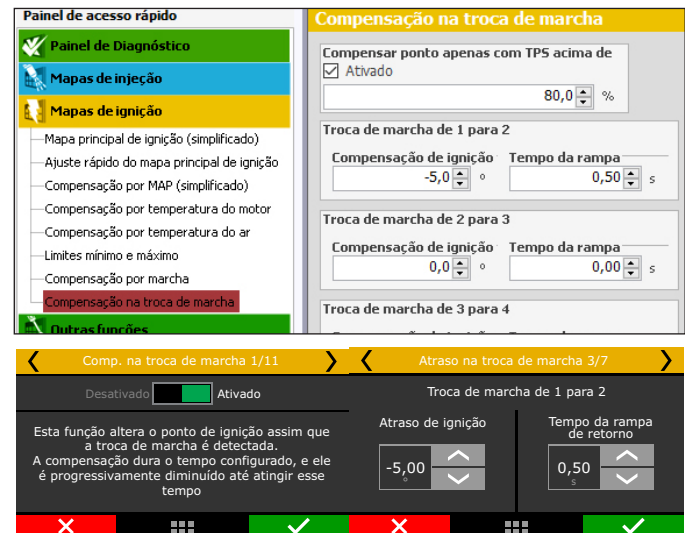 Painel de acesso rápido
Painel de Diagnóstico
Mapas de injeção
Mapas de ignição
Mapa principal de ignição (simplificado)
Ajuste rápido do mapa principal de ignição
Compensação por MAP (simplificado)
Compensação por temperatura do motor
Compensação por temperatura do ar
Limites mínimo e máximo
Compensação por marcha
Compensação na troca de marcha
Outras funções
Compensação na troca de marcha
Compensar ponto apenas com TPS acima de
Ativado
80,0 %
Troca de marcha de 1 para 2
Compensação de ignição Tempo da rampa
-5,0 ° 0,50 s
Troca de marcha de 2 para 3
Compensação de ignição Tempo da rampa
0,0 ° 0,00 s
Troca de marcha de 3 para 4
Comp. na troca de marcha 1/11
Desativado Ativado
Esta função altera o ponto de ignição assim que
a troca de marcha é detectada.
A compensação dura o tempo configurado, e ele
é progressivamente diminuído até atingir esse
tempo
Atraso na troca de marcha 3/7
Troca de marcha de 1 para 2
Atraso de ignição
-5,00
°
Tempo da rampa
de retorno
0,50
s